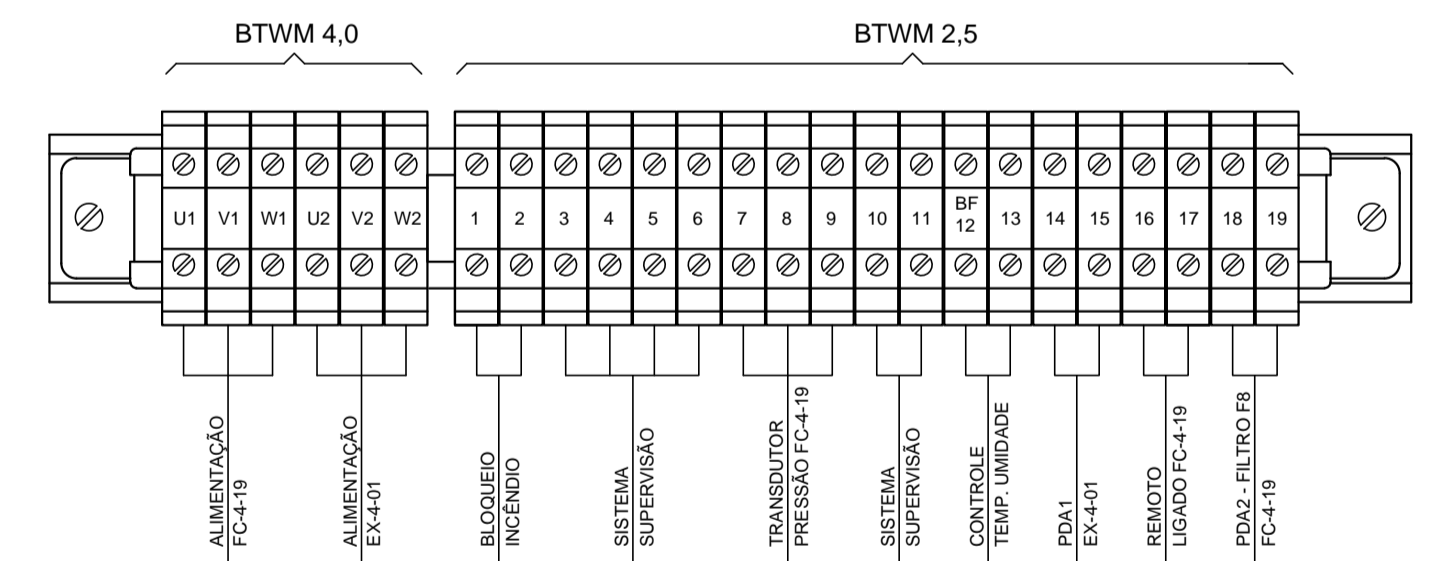 BTWM 4,0
BTWM 2,5
U1 V1 W1 U2 V2 W2 1 2 3 4 5 6 7 8 9 10 11 BF 12 13 14 15 16 17 18 19
ALIMENTAÇÃO
FC-4-19
ALIMENTAÇÃO
EX-4-01
BLOQUEIO
INCÊNDIO
SISTEMA
SUPERVISÃO
TRANSDUTOR
PRESSÃO FC-4-19
SISTEMA
SUPERVISÃO
CONTROLE
TEMP. UMIDADE
PDA1
EX-4-01
REMOTO
LIGADO FC-4-19
PDA2 - FILTRO F8
FC-4-19